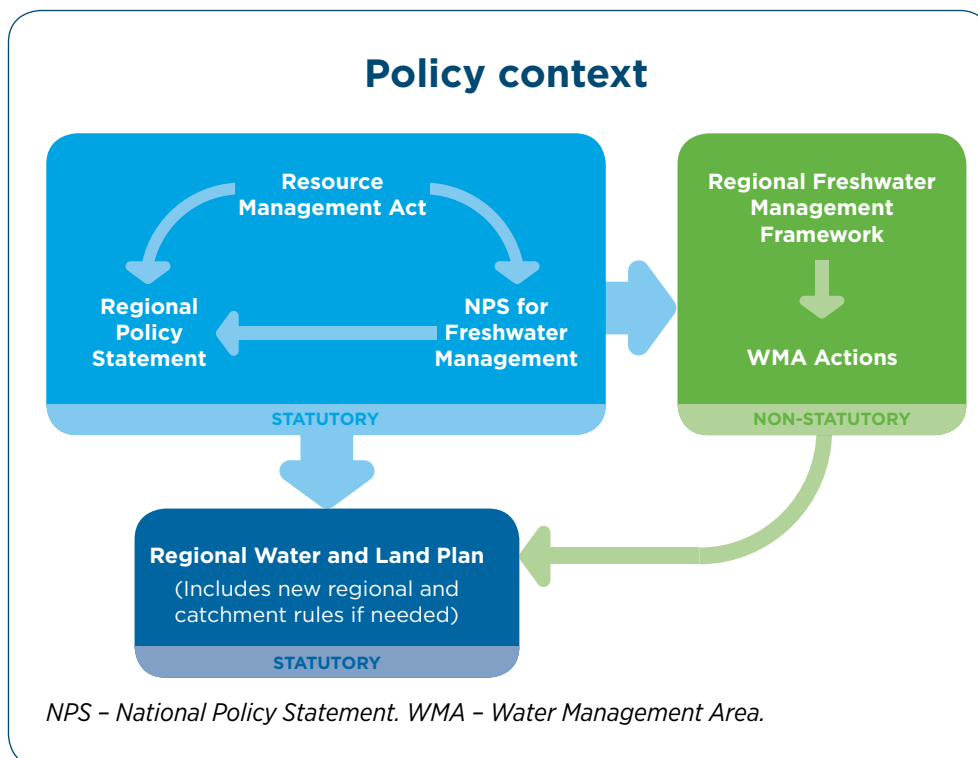 Policy context
Resource
Management Act
Regional
Policy
Statement
NPS for
Freshwater
Management
STATUTORY
Regional Freshwater
Management
Framework
WMA Actions
NON-STATUTORY
Regional Water and Land Plan
(Includes new regional and
catchment rules if needed)
STATUTORY
NPS – National Policy Statement. WMA – Water Management Area.